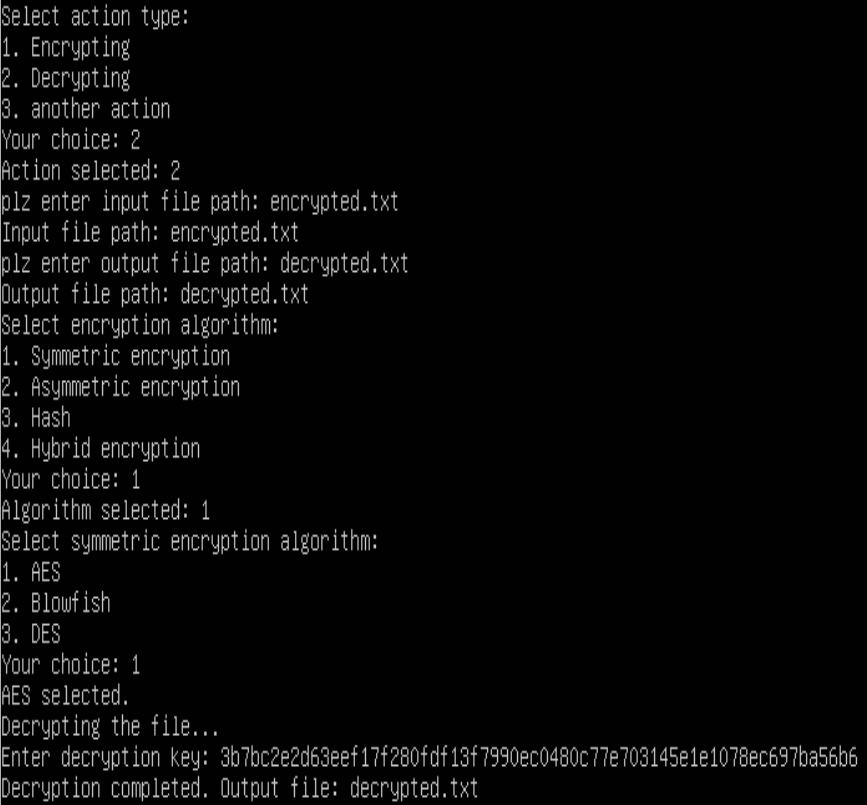 Select action type:
1. Encrypting
2. Decrypting
3. another action
Your choice: 2
Action selected: 2
plz enter input file path: encrypted.txt
Input file path: encrypted.txt
plz enter output file path: decrypted.txt
Output file path: decrypted.txt
Select encryption algorithm:
1. Symmetric encryption
2. Asymmetric encryption
3. Hash
4. Hybrid encryption
Your choice: 1
Algorithm selected: 1
Select symmetric encryption algorithm:
1. AES
2. Blowfish
3. DES
Your choice: 1
AES selected.
Decrypting the file...
Enter decryption key: 3b7bc2e2d63eef17f280fdf13f7990ec0480c77e703145e1e1078ec697ba56b6
Decryption completed. Output file: decrypted.txt